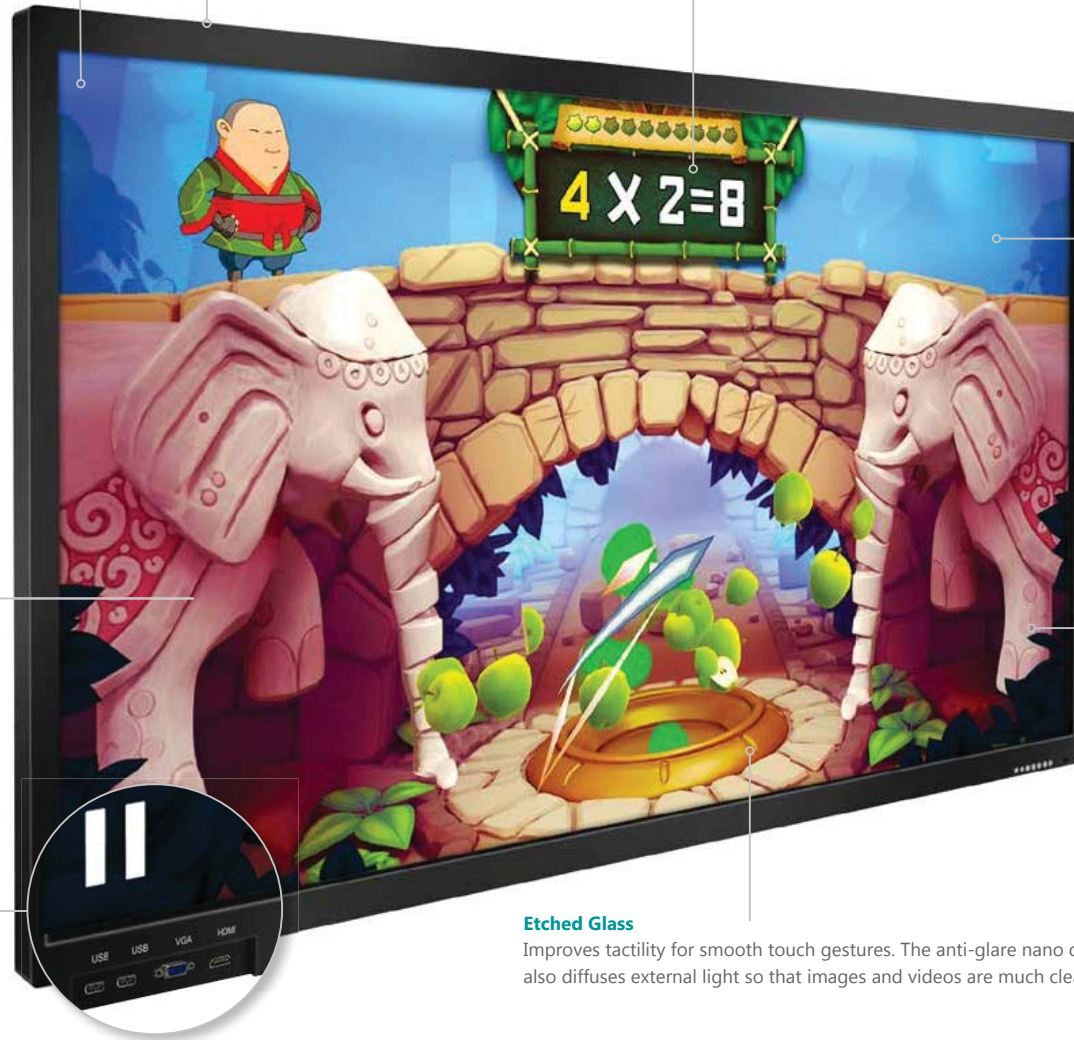 4 X 2=8
USB USB VGA HDMI
Etched Glass
Improves tactility for smooth touch gestures. The anti-glare nano
also diffuses external light so that images and videos are much